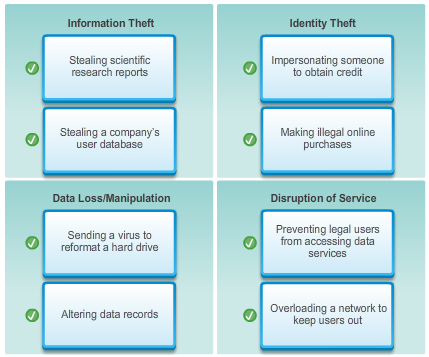 Information Theft
Stealing scientific
research reports
Stealing a company's
user database
Identity Theft
Impersonating someone
to obtain credit
Making illegal online
purchases
Data Loss/Manipulation
Sending a virus to
reformat a hard drive
Altering data records
Disruption of Service
Preventing legal users
from accessing data
services
Overloading a network to
keep users out